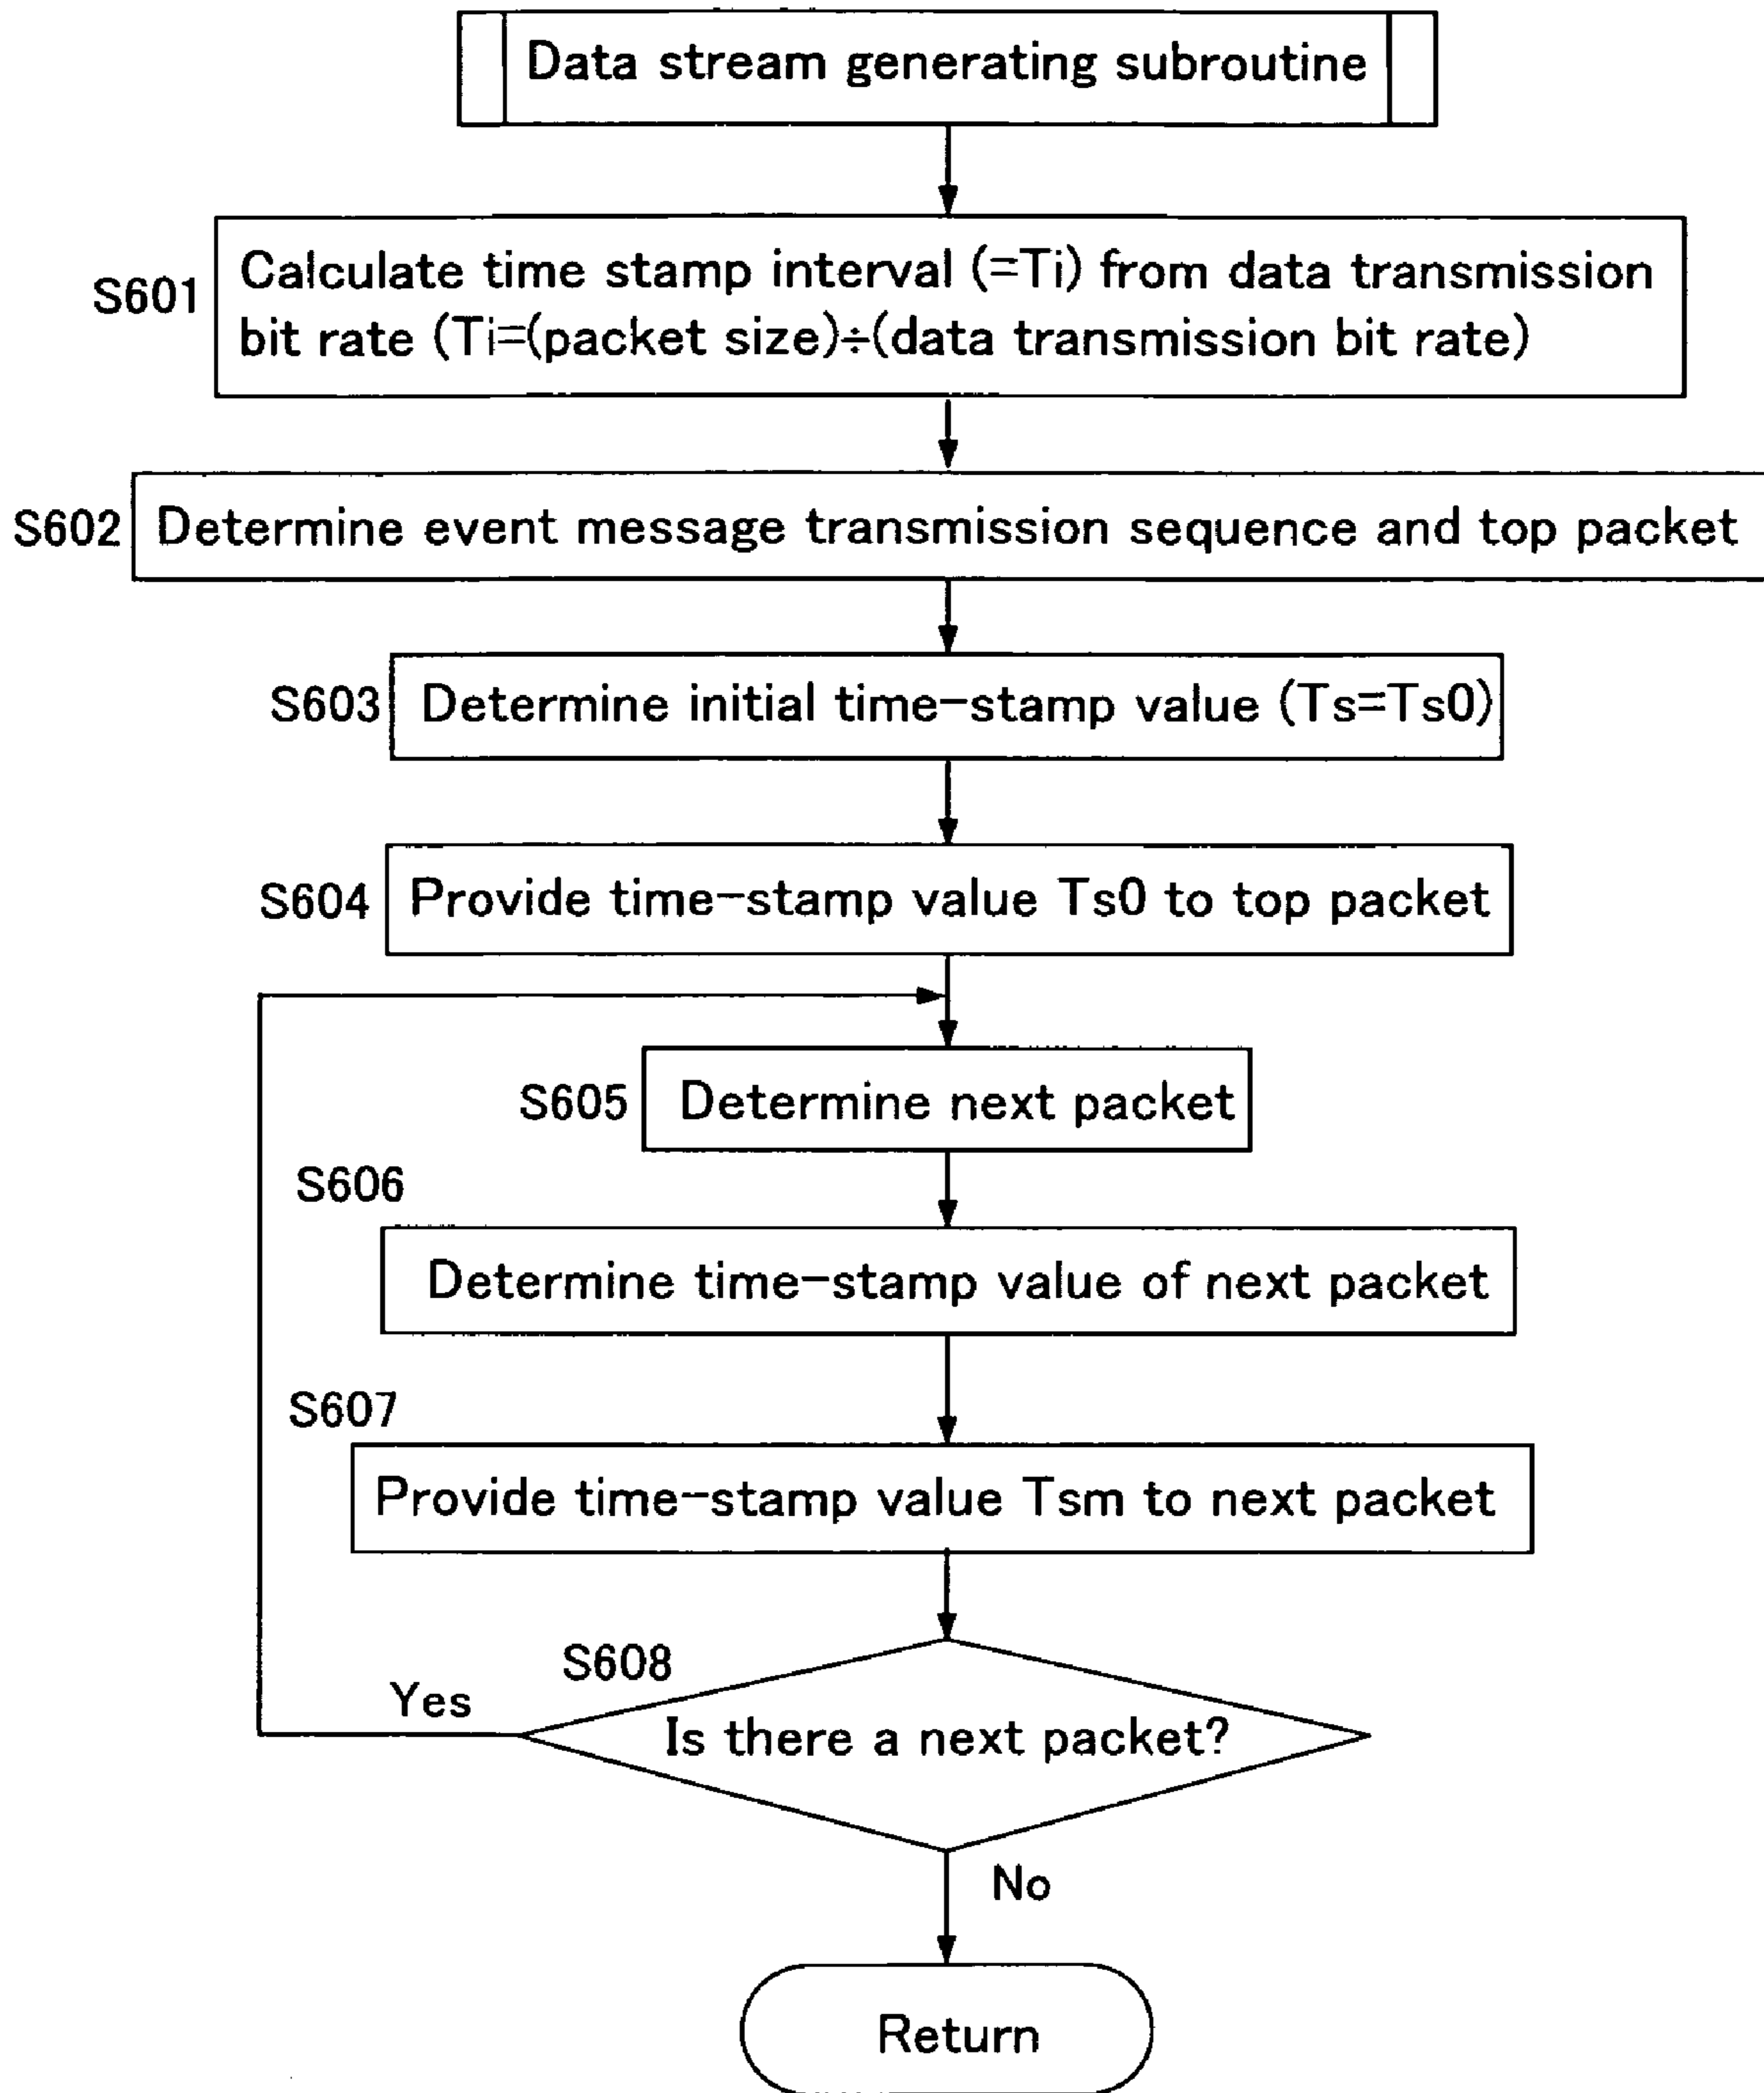 Data stream generating subroutine
S601
Calculate time stamp interval (=Ti) from data transmission
bit rate (Ti=(packet size)÷(data transmission bit rate)
S602
Determine event message transmission sequence and top packet
S603
Determine initial time-stamp value (Ts=Ts0)
S604
Provide time-stamp value Ts0 to top packet
S605
Determine next packet
S606
Determine time-stamp value of next packet
S607
Provide time-stamp value Tsm to next packet
S608
Yes
Is there a next packet?
No
Return